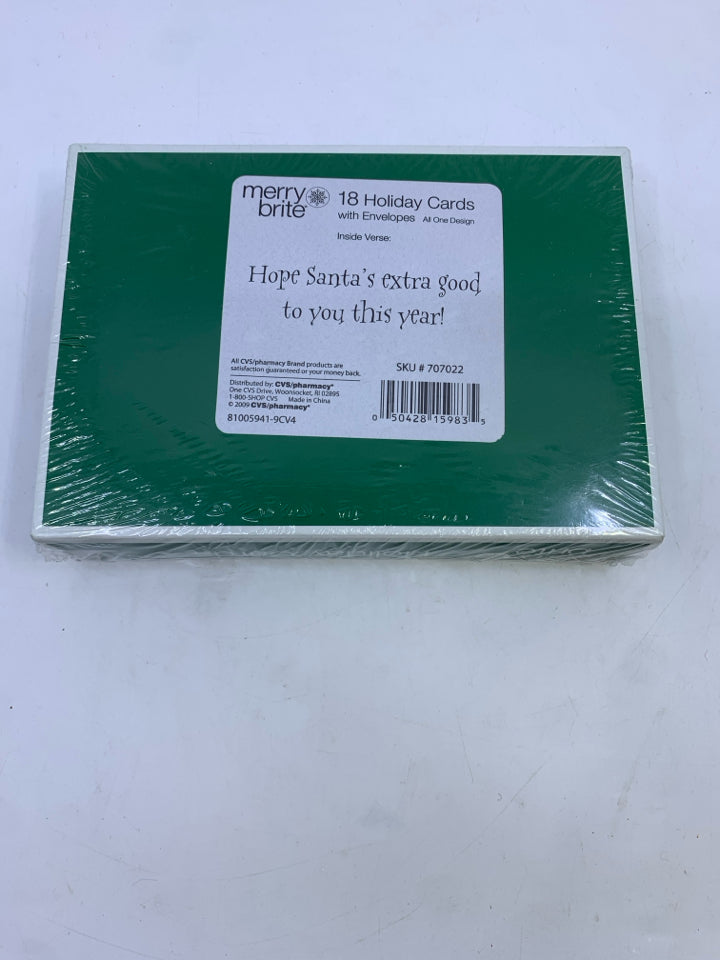 merry brite™
18 Holiday Cards
with Envelopes All One Design
Inside Verse:
Hope Santa's extra good
to you this year!
All CVS/pharmacy Brand products are
satisfaction guaranteed or your money back.
Distributed by: CVS/pharmacy®
One CVS Drive, Woonsocket, RI 02895
1-800-SHOP CVS Made in China
© 2009 CVS/pharmacy®
81005941-9CV4
SKU # 707022
0 50428 15983 5